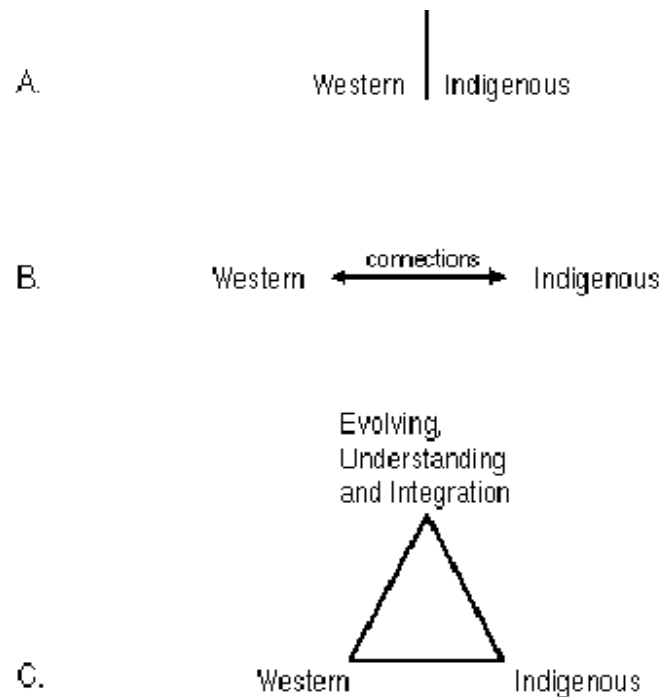 A.
Western Indigenous
connections
B.
Western Indigenous
Evolving,
Understanding
and Integration
C.
Western Indigenous